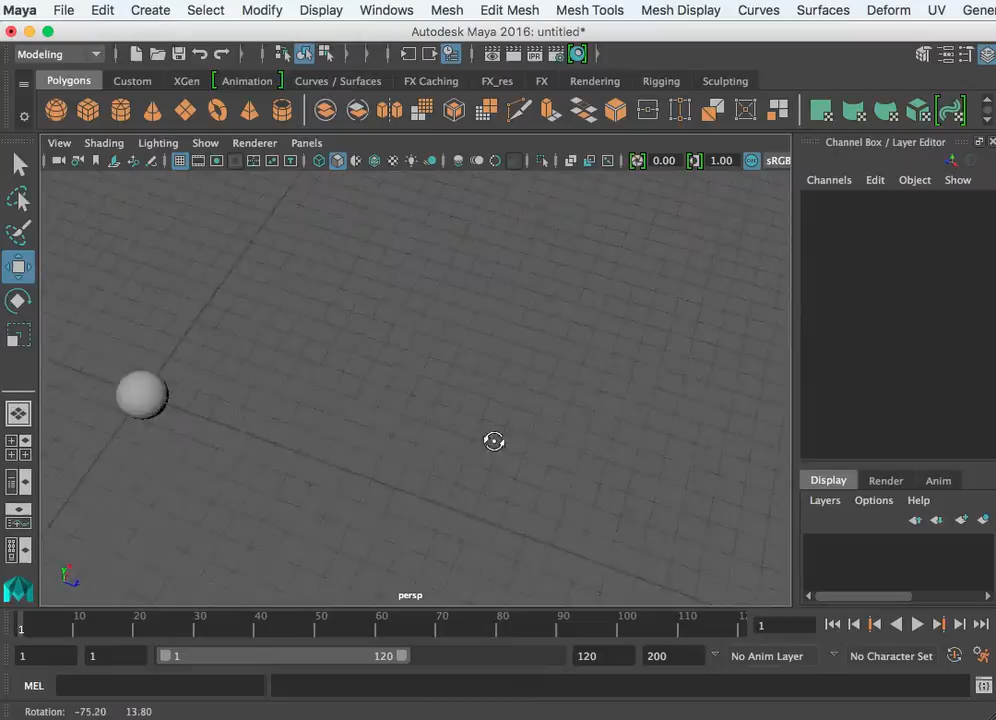 Maya File Edit Create Select Modify Display Windows Mesh Edit Mesh Mesh Tools Mesh Display Curves Surfaces Deform UV Gener
Autodesk Maya 2016: untitled*
Modeling
Polygons Custom XGen Animation Curves / Surfaces FX Caching FX_res FX Rendering Rigging Sculpting
View Shading Lighting Show Renderer Panels
Channel Box / Layer Editor
0.00 1.00 sRGB
IPR
Channels Edit Object Show
persp
Display Render Anim
Layers Options Help
10 20 30 40 50 60 70 80 90 100 110 12
1
1
1 1 1 120 120 200 No Anim Layer No Character Set
MEL
Rotation: -75.20 13.80